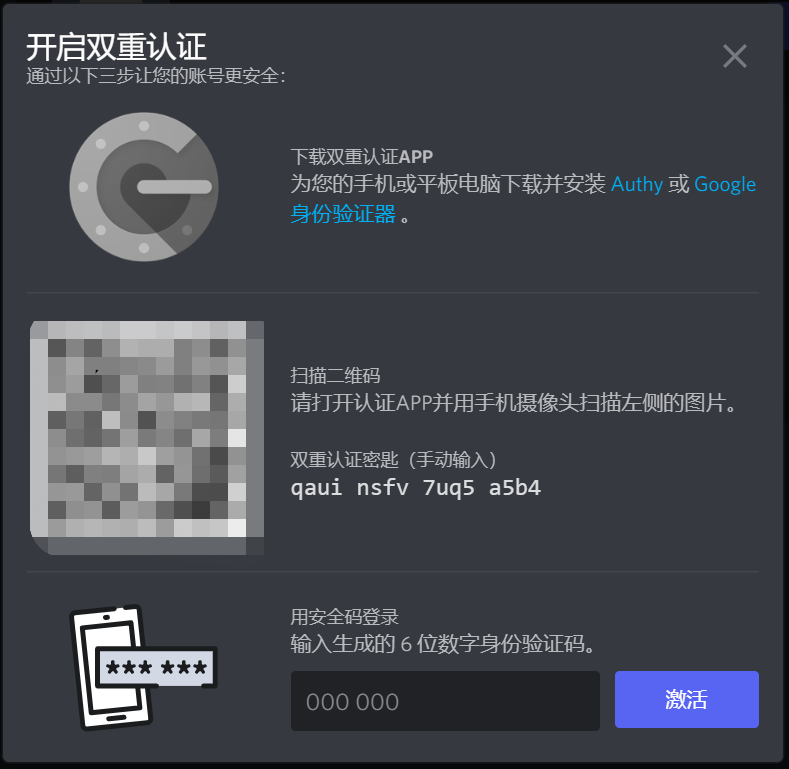 开启双重认证
通过以下三步让您的账号更安全:
下载双重认证APP
为您的手机或平板电脑下载并安装 Authy 或 Google
身份验证器 。
扫描二维码
请打开认证APP并用手机摄像头扫描左侧的图片。
双重认证密匙（手动输入）
qaui nsfv 7uq5 a5b4
用安全码登录
输入生成的 6 位数字身份验证码。
*** ***
000 000
激活